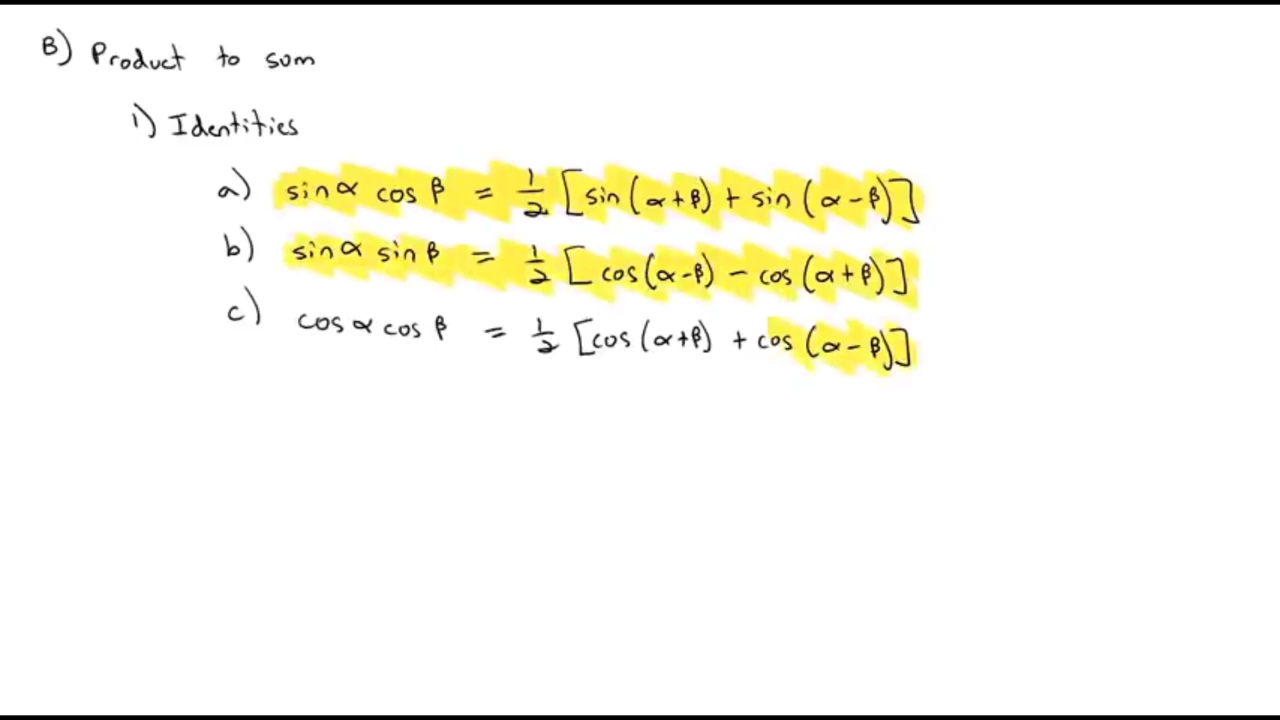 B) Product to sum
1) Identities
a) sin α cos β = 1/2 [sin (α+β) + sin (α-β)]
b) sin α sin β = 1/2 [cos(α-β) - cos (α+β)]
c) cos α cos β = 1/2 [cos (α+β) + cos (α-β)]